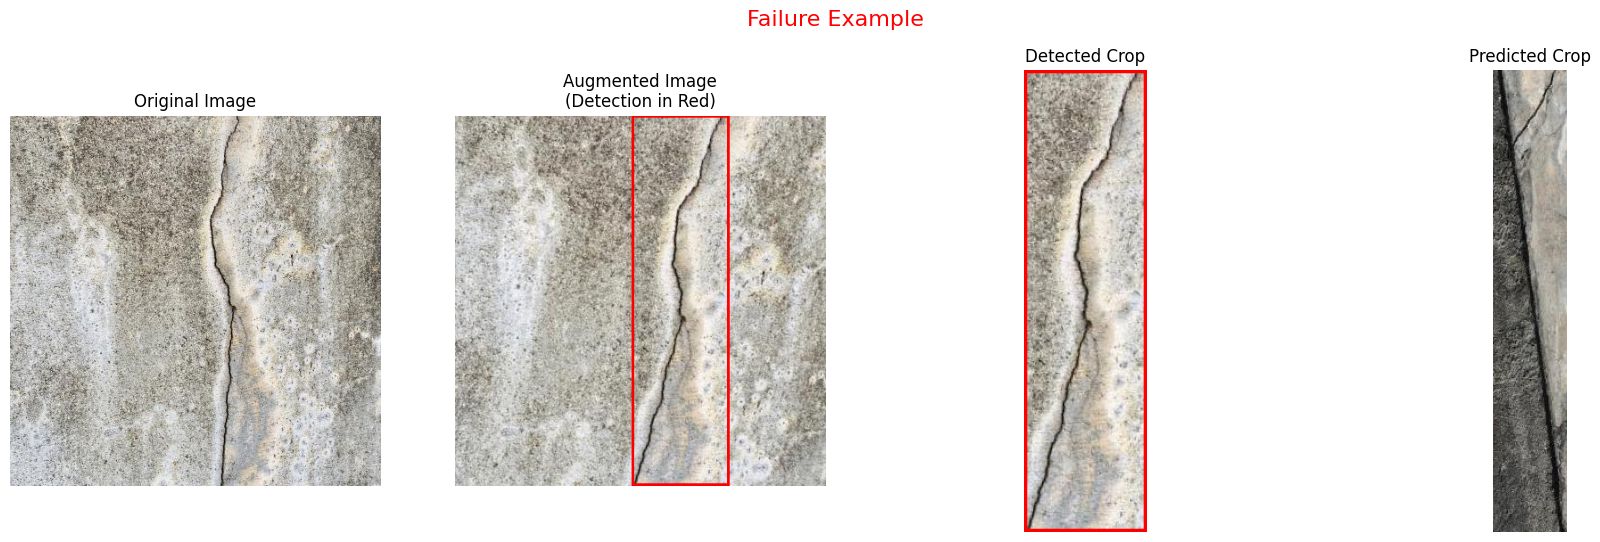 Failure Example
Original Image
Augmented Image
(Detection in Red)
Detected Crop
Predicted Crop